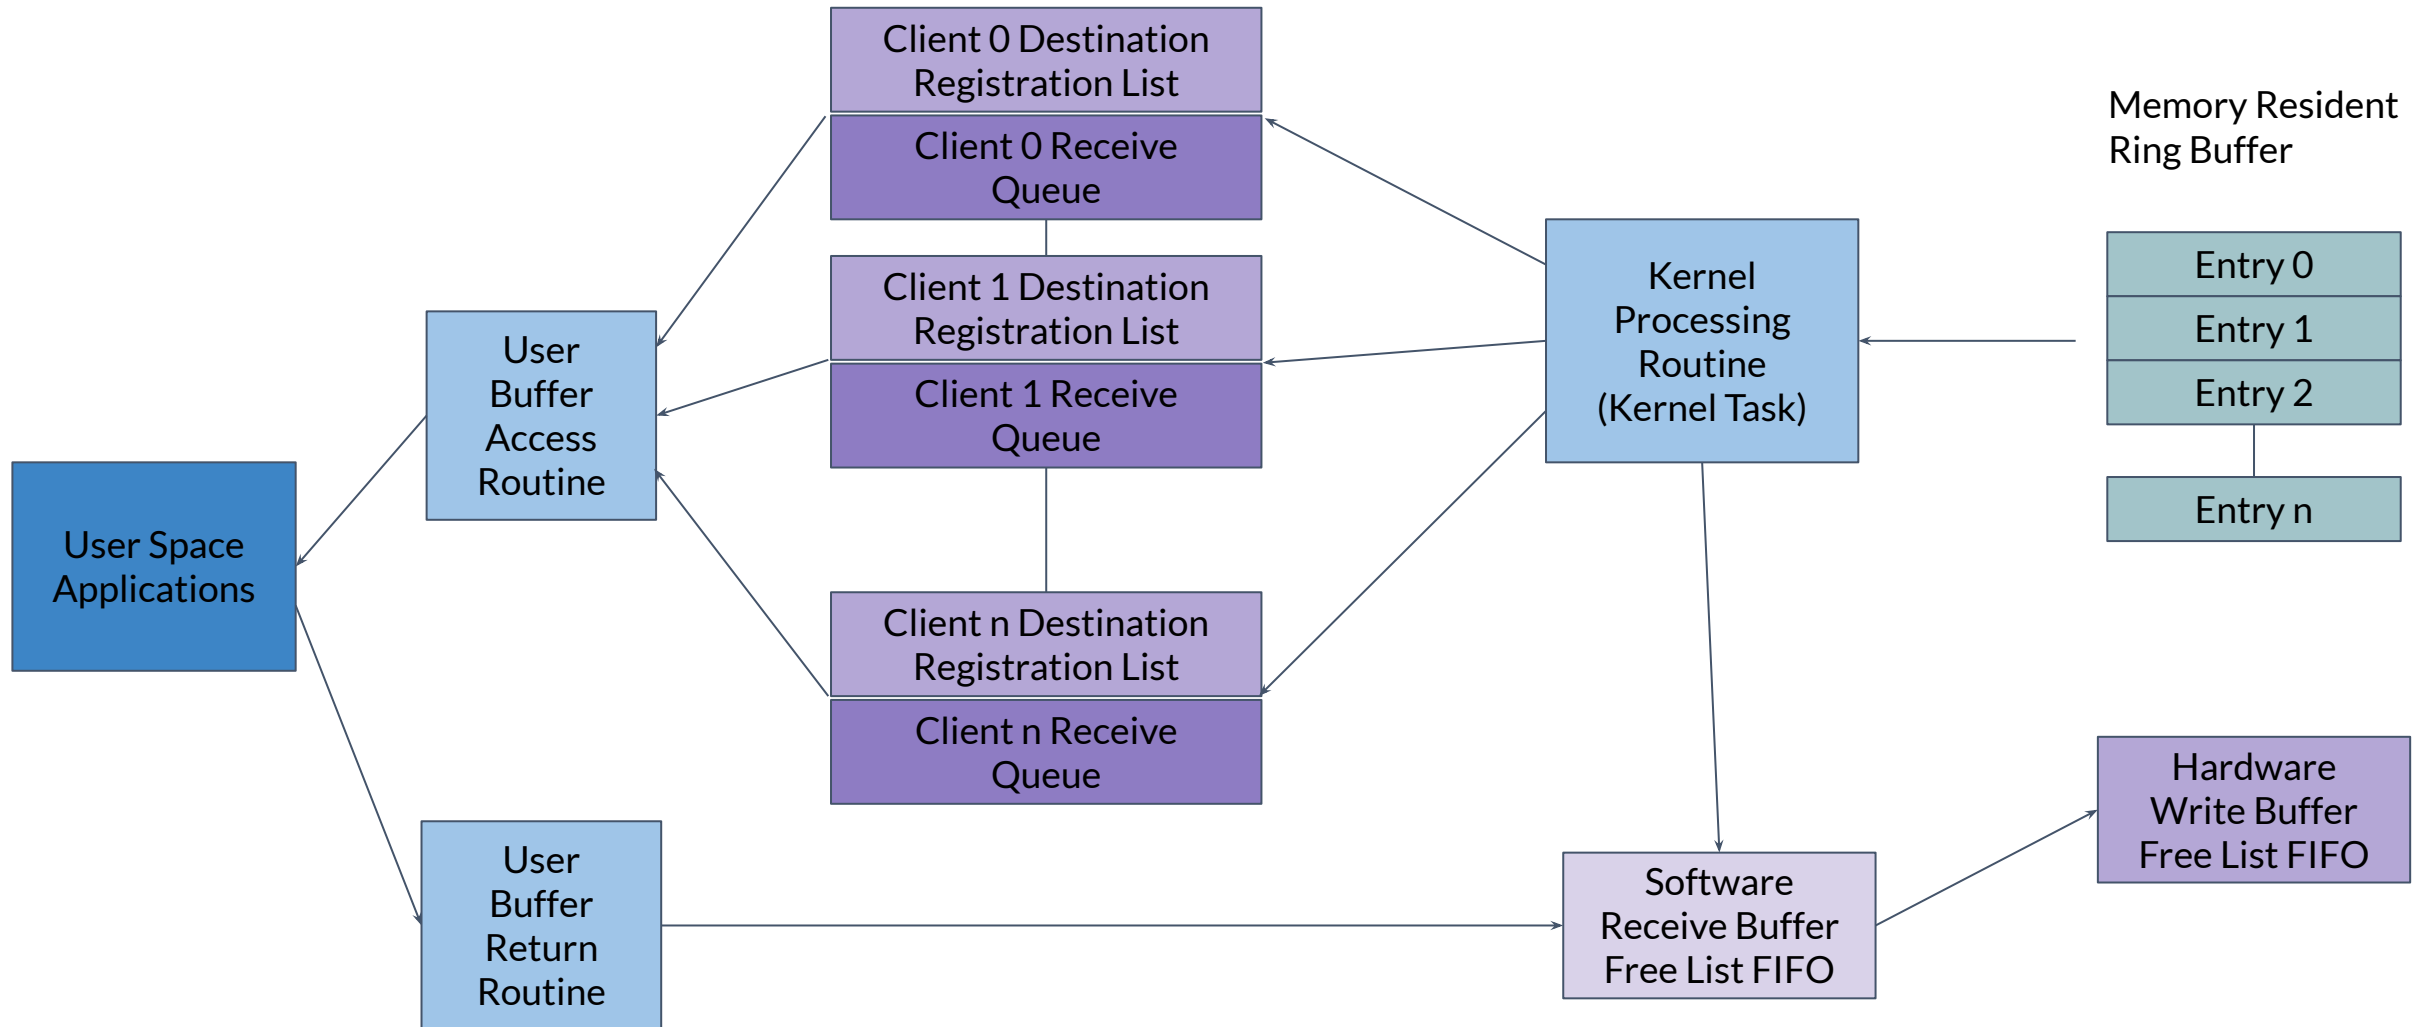 Client 0 Destination
Registration List
Client 0 Receive
Queue
Client 1 Destination
Registration List
Client 1 Receive
Queue
Client n Destination
Registration List
Client n Receive
Queue
User
Buffer
Access
Routine
User Space
Applications
User
Buffer
Return
Routine
Kernel
Processing
Routine
(Kernel Task)
Memory Resident
Ring Buffer
Entry 0
Entry 1
Entry 2
Entry n
Software
Receive Buffer
Free List FIFO
Hardware
Write Buffer
Free List FIFO